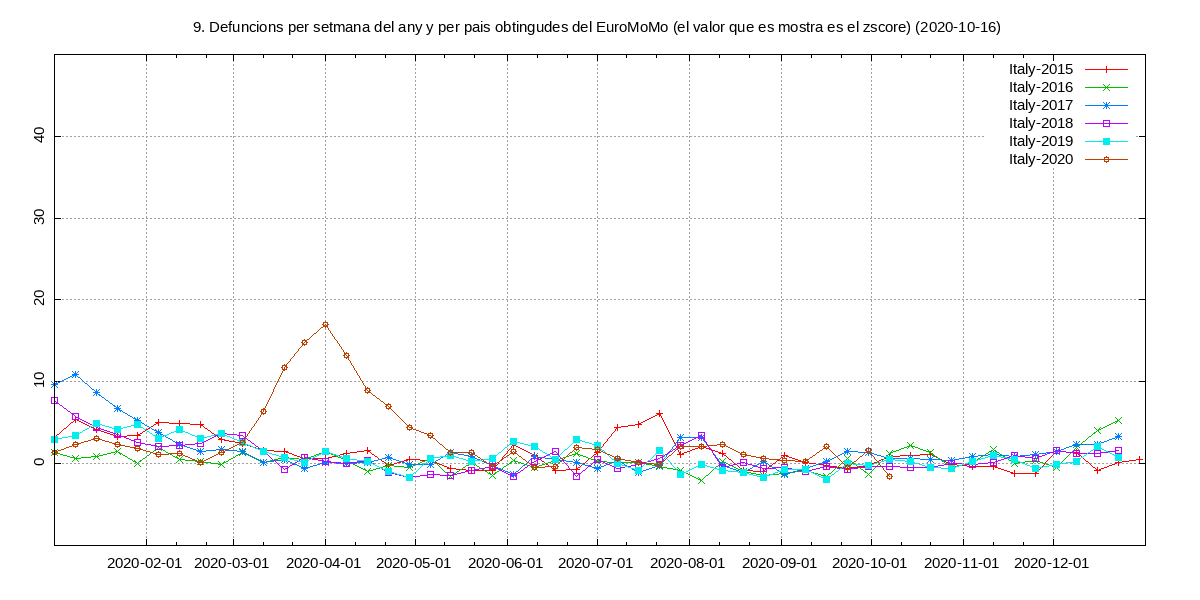 9. Defuncions per setmana del any y per pais obtingudes del EuroMoMo (el valor que es mostra es el zscore) (2020-10-16)
Italy-2015
Italy-2016
Italy-2017
Italy-2018
Italy-2019
Italy-2020
40
30
20
10
0
2020-02-01 2020-03-01 2020-04-01 2020-05-01 2020-06-01 2020-07-01 2020-08-01 2020-09-01 2020-10-01 2020-11-01 2020-12-01